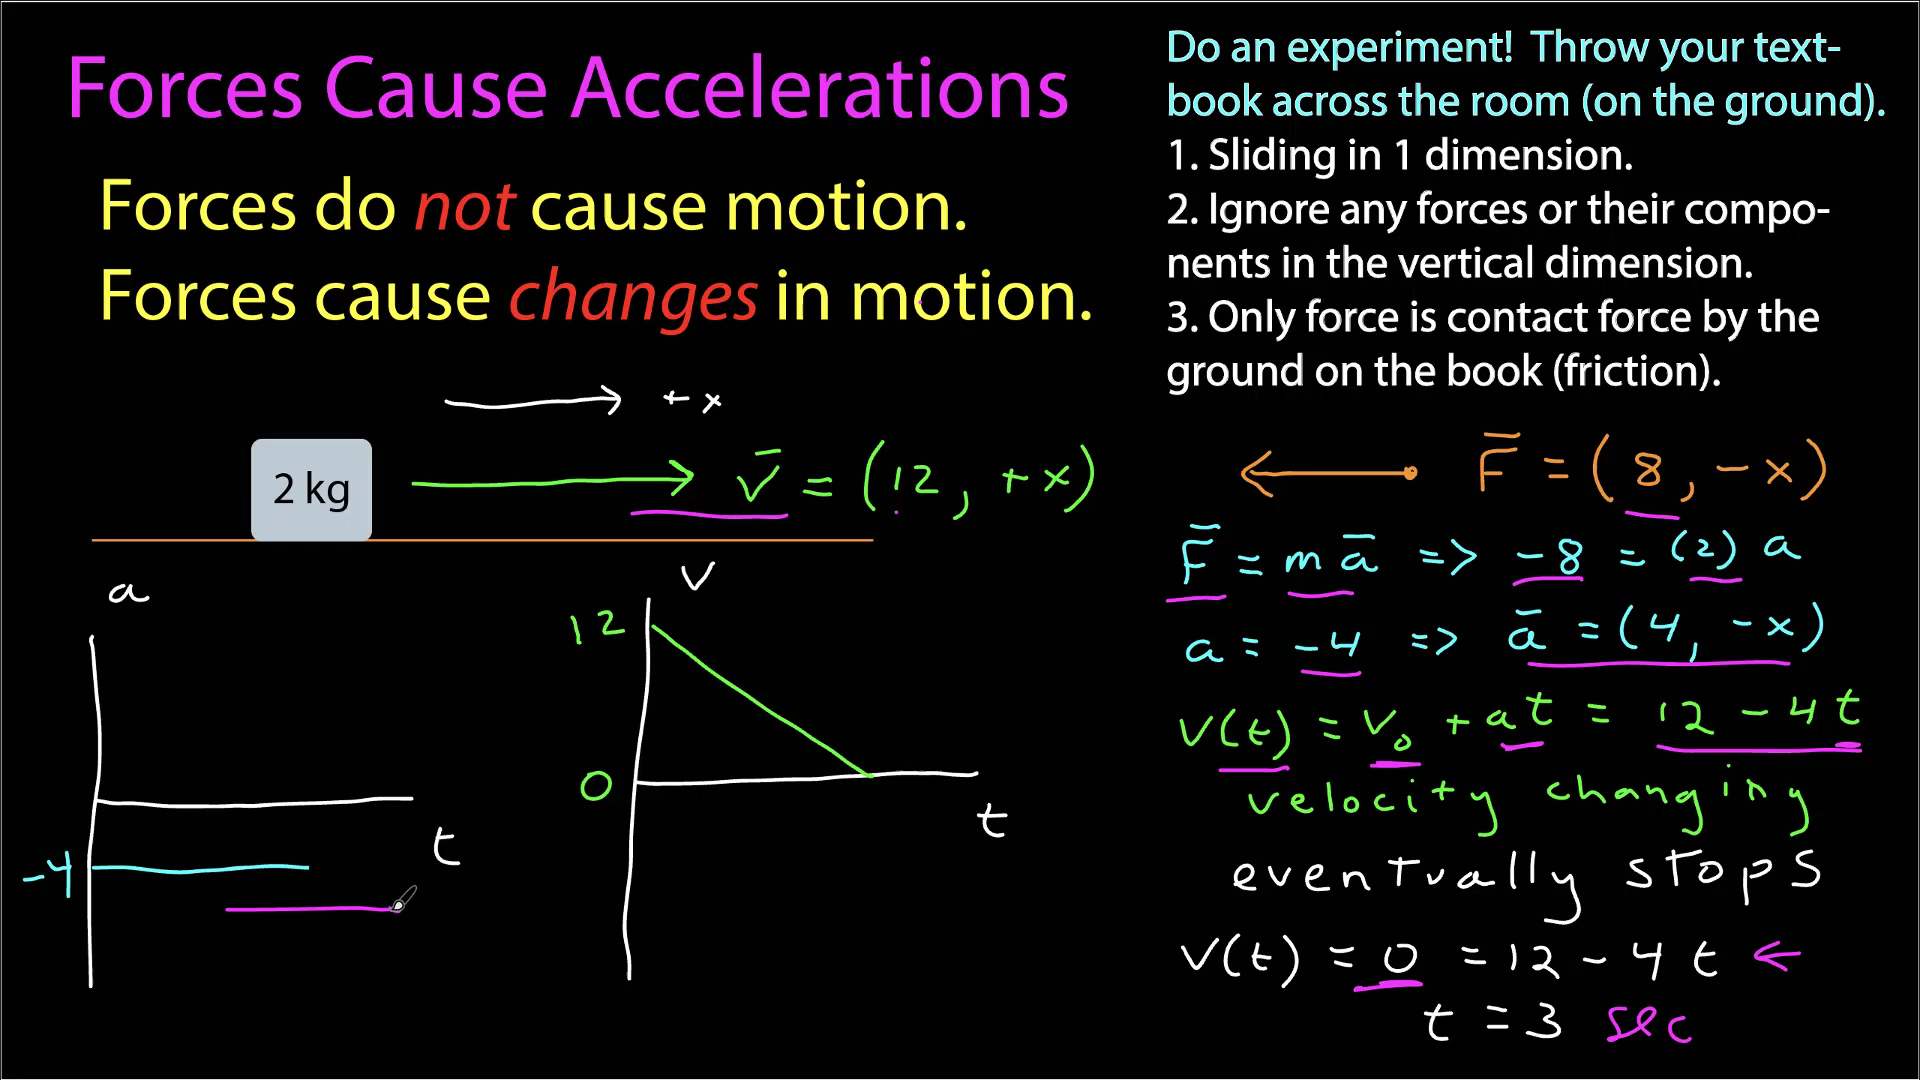 Forces Cause Accelerations
Forces do not cause motion.
Forces cause changes in motion.
+x
2 kg
v̄ = (12, +x)
a
-4
t
v
12
0
t
Do an experiment! Throw your text-
book across the room (on the ground).
1. Sliding in 1 dimension.
2. Ignore any forces or their compo-
nents in the vertical dimension.
3. Only force is contact force by the
ground on the book (friction).
F̄ = (8, -x)
F̄ = m ā => -8 = (2) a
a = -4 => ā = (4, -x)
v(t) = v₀ + at = 12 - 4t
velocity changing
eventually stops
v(t) = 0 = 12 - 4 t ←
t = 3 sec